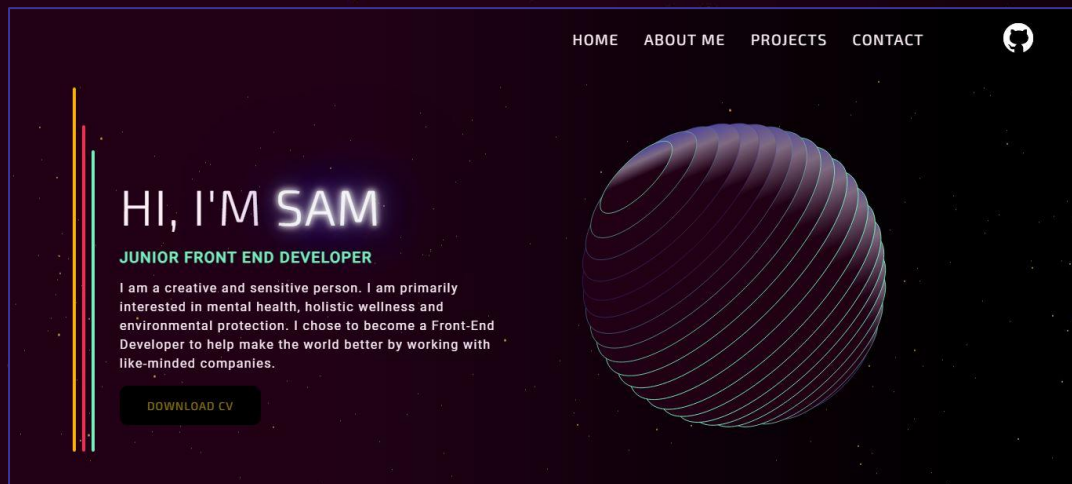 HOME ABOUT ME PROJECTS CONTACT
HI, I'M SAM
JUNIOR FRONT END DEVELOPER
I am a creative and sensitive person. I am primarily
interested in mental health, holistic wellness and
environmental protection. I chose to become a Front-End
Developer to help make the world better by working with
like-minded companies.
DOWNLOAD CV